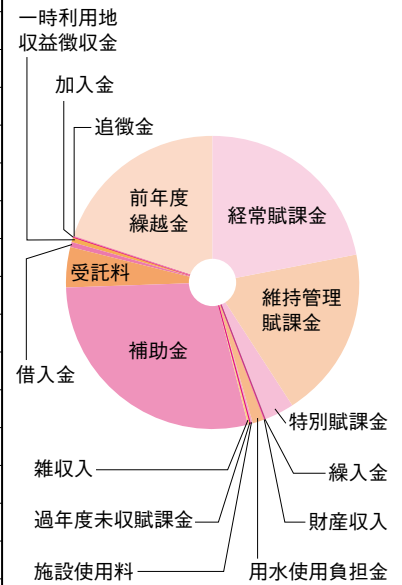 一時利用地
収益徴収金
加入金
追徴金
前年度
繰越金
経常賦課金
受託料
維持管理
賦課金
補助金
借入金
特別賦課金
雑収入
繰入金
過年度未収賦課金
財産収入
施設使用料
用水使用負担金